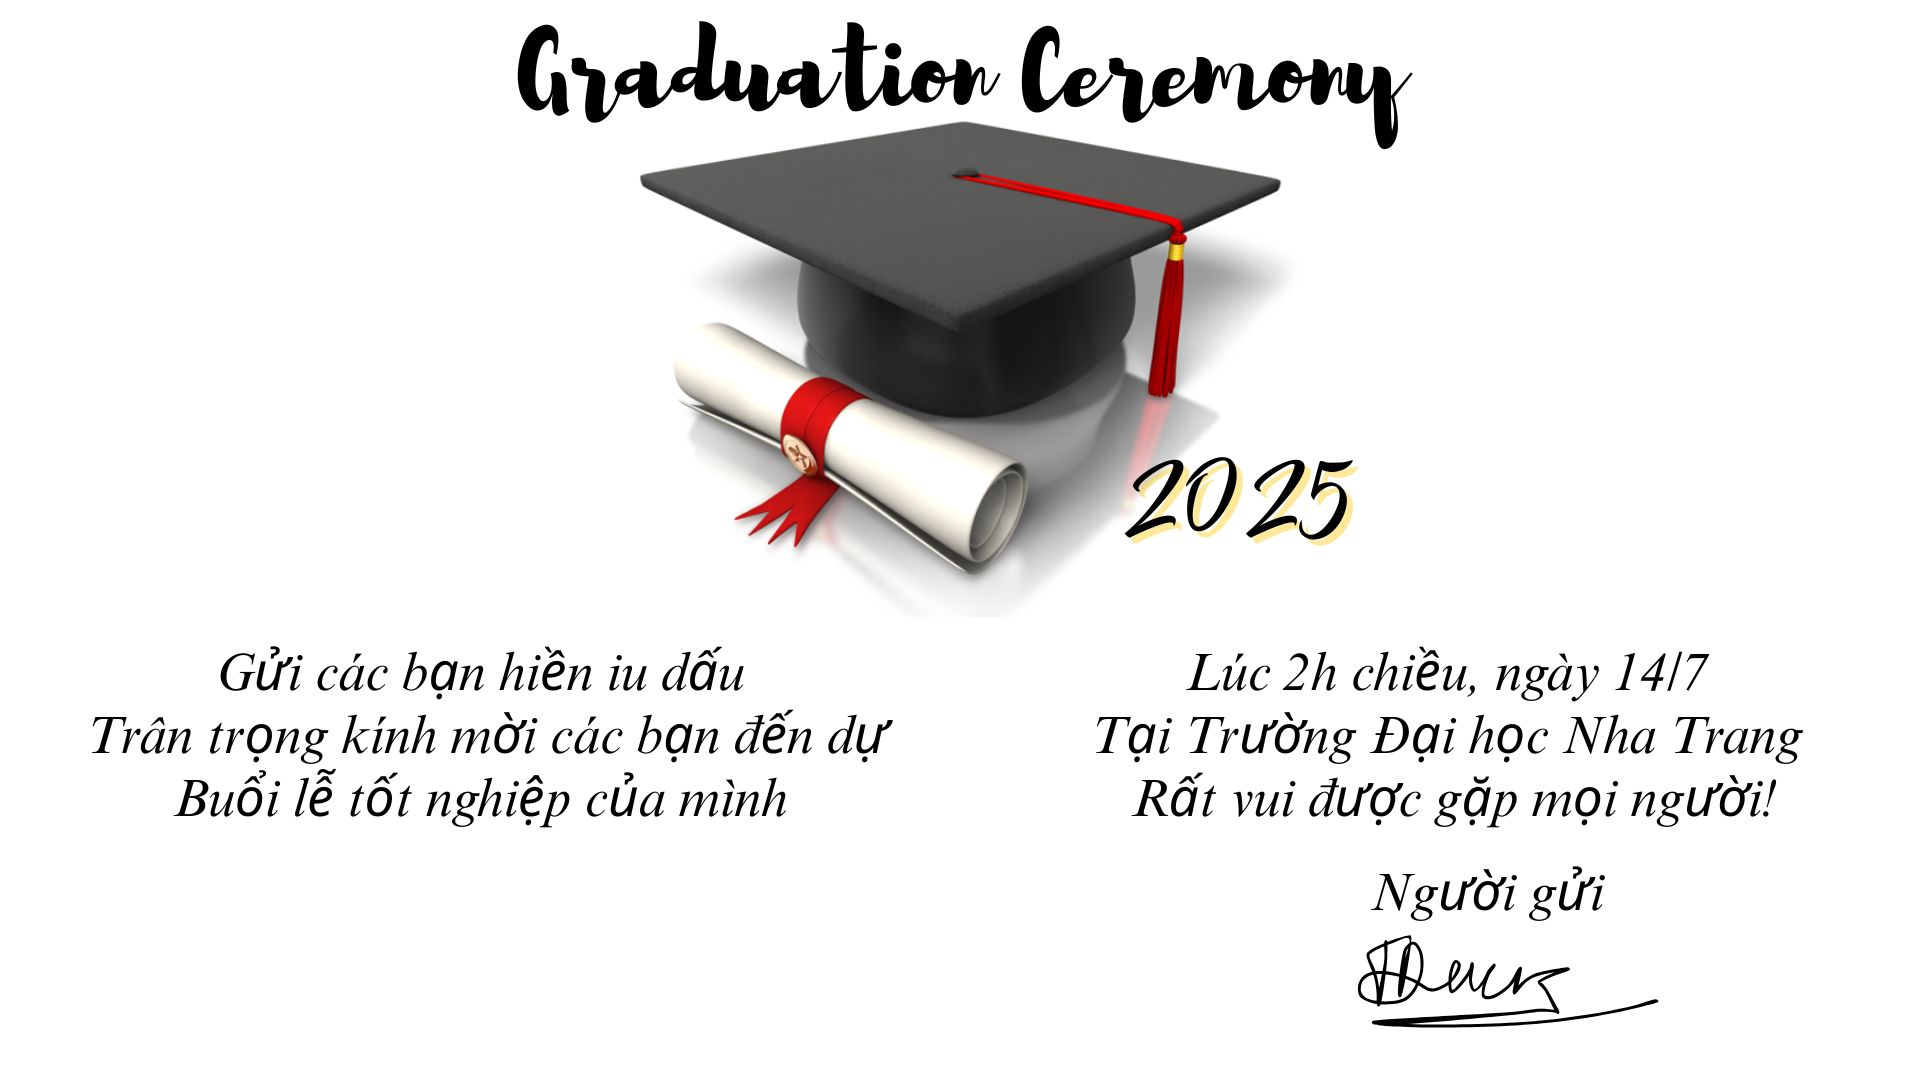 Graduation Ceremony
2025
Gửi các bạn hiền iu dấu
Trân trọng kính mời các bạn đến dự
Buổi lễ tốt nghiệp của mình
Lúc 2h chiều, ngày 14/7
Tại Trường Đại học Nha Trang
Rất vui được gặp mọi người!
Người gửi